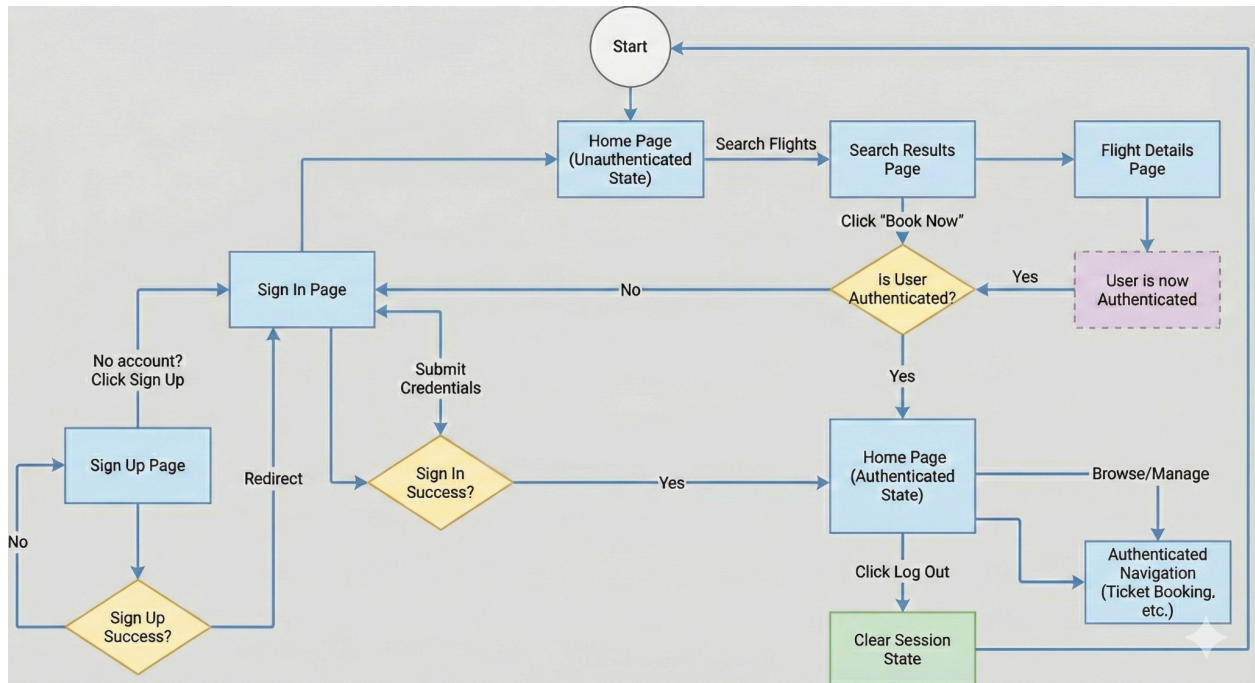 Start
Home Page
(Unauthenticated
State)
Search Flights
Search Results
Page
Flight Details
Page
Click “Book Now”
is User
Authenticated?
Yes
User is now
Authenticated
No
Sign In Page
No account?
Click Sign Up
Submit
Credentials
Yes
Sign Up Page
Redirect
Sign In
Success?
Yes
Home Page
(Authenticated
State)
Browse/Manage
No
Click Log Out
Authenticated
Navigation
(Ticket Booking.
etc.)
Sign Up
Success?
Clear Session
State